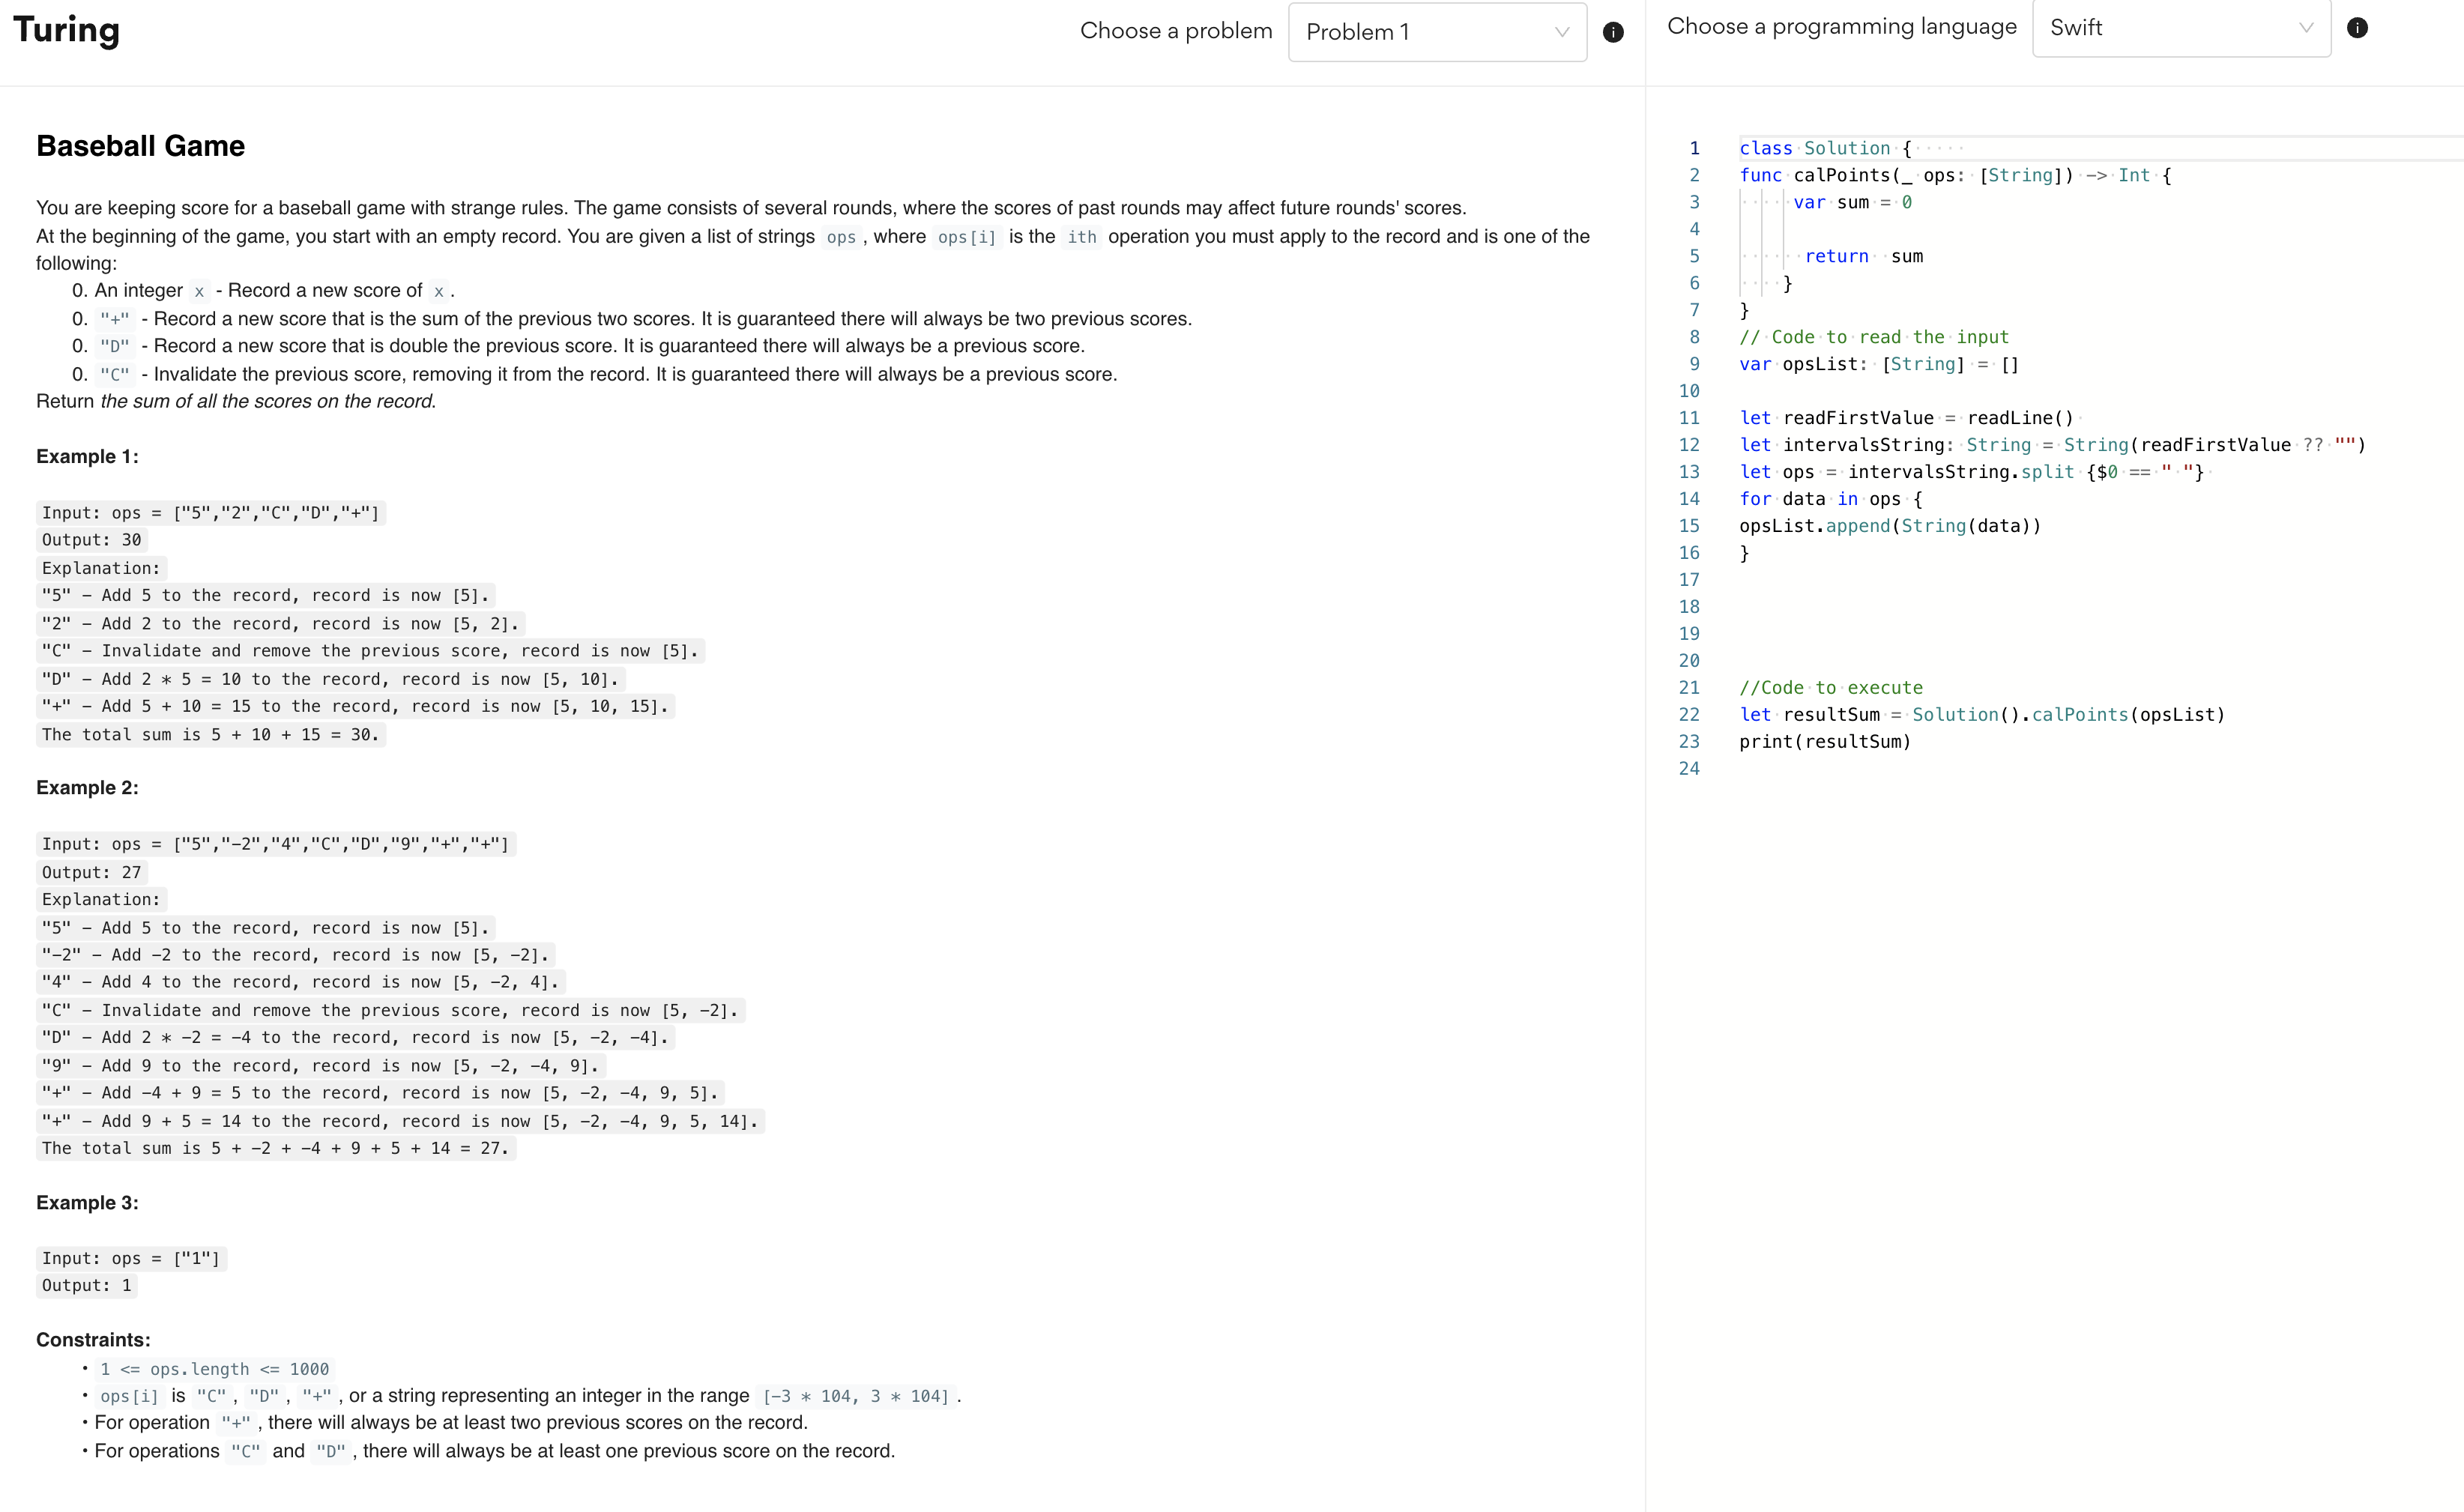 Turing
Choose a problem
Problem 1
Choose a programming language
Swift
Baseball Game
You are keeping score for a baseball game with strange rules. The game consists of several rounds, where the scores of past rounds may affect future rounds' scores.
At the beginning of the game, you start with an empty record. You are given a list of strings ops, where ops[i] is the ith operation you must apply to the record and is one of the
following:
0. An integer x - Record a new score of x.
0. "+" - Record a new score that is the sum of the previous two scores. It is guaranteed there will always be two previous scores.
0. "D" - Record a new score that is double the previous score. It is guaranteed there will always be a previous score.
0. "C" - Invalidate the previous score, removing it from the record. It is guaranteed there will always be a previous score.
Return the sum of all the scores on the record.
Example 1:
Input: ops = ["5","2","C","D","+"]
Output: 30
Explanation:
"5" – Add 5 to the record, record is now [5].
"2" – Add 2 to the record, record is now [5, 2].
"C" – Invalidate and remove the previous score, record is now [5].
"D" – Add 2 * 5 = 10 to the record, record is now [5, 10].
"+" – Add 5 + 10 = 15 to the record, record is now [5, 10, 15].
The total sum is 5 + 10 + 15 = 30.
Example 2:
Input: ops = ["5","-2","4","C","D","9","+","+"]
Output: 27
Explanation:
"5" – Add 5 to the record, record is now [5].
"-2" – Add -2 to the record, record is now [5, -2].
"4" – Add 4 to the record, record is now [5, -2, 4].
"C" – Invalidate and remove the previous score, record is now [5, -2].
"D" – Add 2 * -2 = -4 to the record, record is now [5, -2, -4].
"9" – Add 9 to the record, record is now [5, -2, -4, 9].
"+" – Add -4 + 9 = 5 to the record, record is now [5, -2, -4, 9, 5].
"+" – Add 9 + 5 = 14 to the record, record is now [5, -2, -4, 9, 5, 14].
The total sum is 5 + -2 + -4 + 9 + 5 + 14 = 27.
Example 3:
Input: ops = ["1"]
Output: 1
Constraints:
• 1 <= ops.length <= 1000
• ops[i] is "C", "D", "+", or a string representing an integer in the range [-3 * 104, 3 * 104].
• For operation "+", there will always be at least two previous scores on the record.
• For operations "C" and "D", there will always be at least one previous score on the record.
1 class Solution {
2 func calPoints(_ ops: [String]) -> Int {
3 var sum = 0
4
5 return sum
6 }
7 }
8 // Code to read the input
9 var opsList: [String] = []
10
11 let readFirstValue = readLine()
12 let intervalsString: String = String(readFirstValue ?? "")
13 let ops = intervalsString.split {$0 == " "}
14 for data in ops {
15 opsList.append(String(data))
16 }
17
18
19
20
21 //Code to execute
22 let resultSum = Solution().calPoints(opsList)
23 print(resultSum)
24